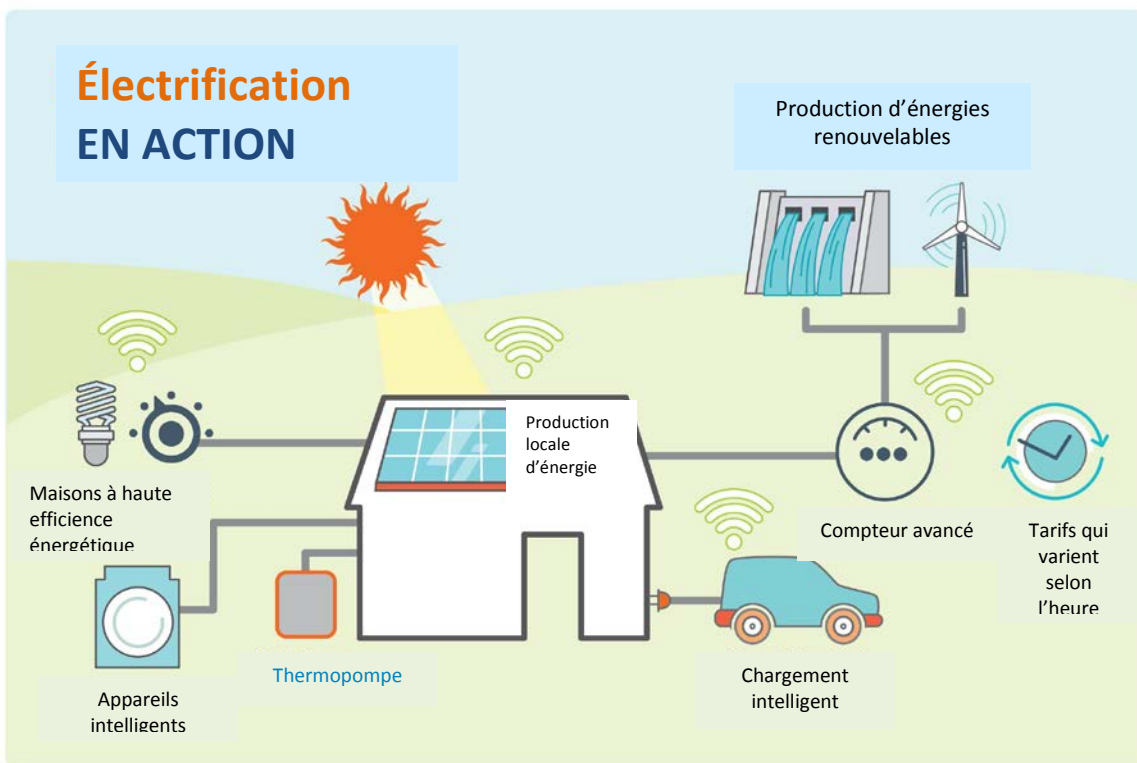 Électrification
EN ACTION
Production d’énergies
renouvelables
Production
locale
d’énergie
Maisons à haute
efficience
énergétique
Compteur avancé
Tarifs qui
varient
selon
l’heure
Thermopompe
Chargement
intelligent
Appareils
intelligents